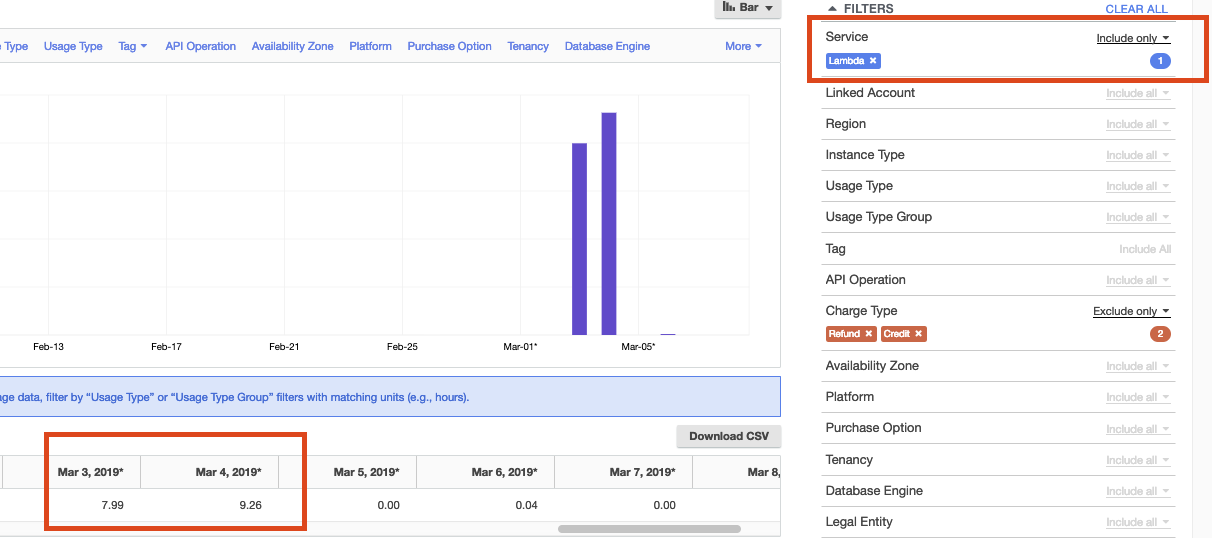 Bar
FILTERS
CLEAR ALL
Type Usage Type Tag API Operation Availability Zone Platform Purchase Option Tenancy Database Engine More
Feb-13 Feb-17 Feb-21 Feb-25 Mar-01* Mar-05*
age data, filter by “Usage Type” or “Usage Type Group” filters with matching units (e.g., hours).
Download CSV
Mar 3, 2019* Mar 4, 2019* Mar 5, 2019* Mar 6, 2019* Mar 7, 2019* Mar 8,
7.99 9.26 0.00 0.04 0.00
Service Include only
Lambda × 1
Linked Account Include all
Region Include all
Instance Type Include all
Usage Type Include all
Usage Type Group Include all
Tag Include All
API Operation Include all
Charge Type Exclude only
Refund × Credit × 2
Availability Zone Include all
Platform Include all
Purchase Option Include all
Tenancy Include all
Database Engine Include all
Legal Entity Include all